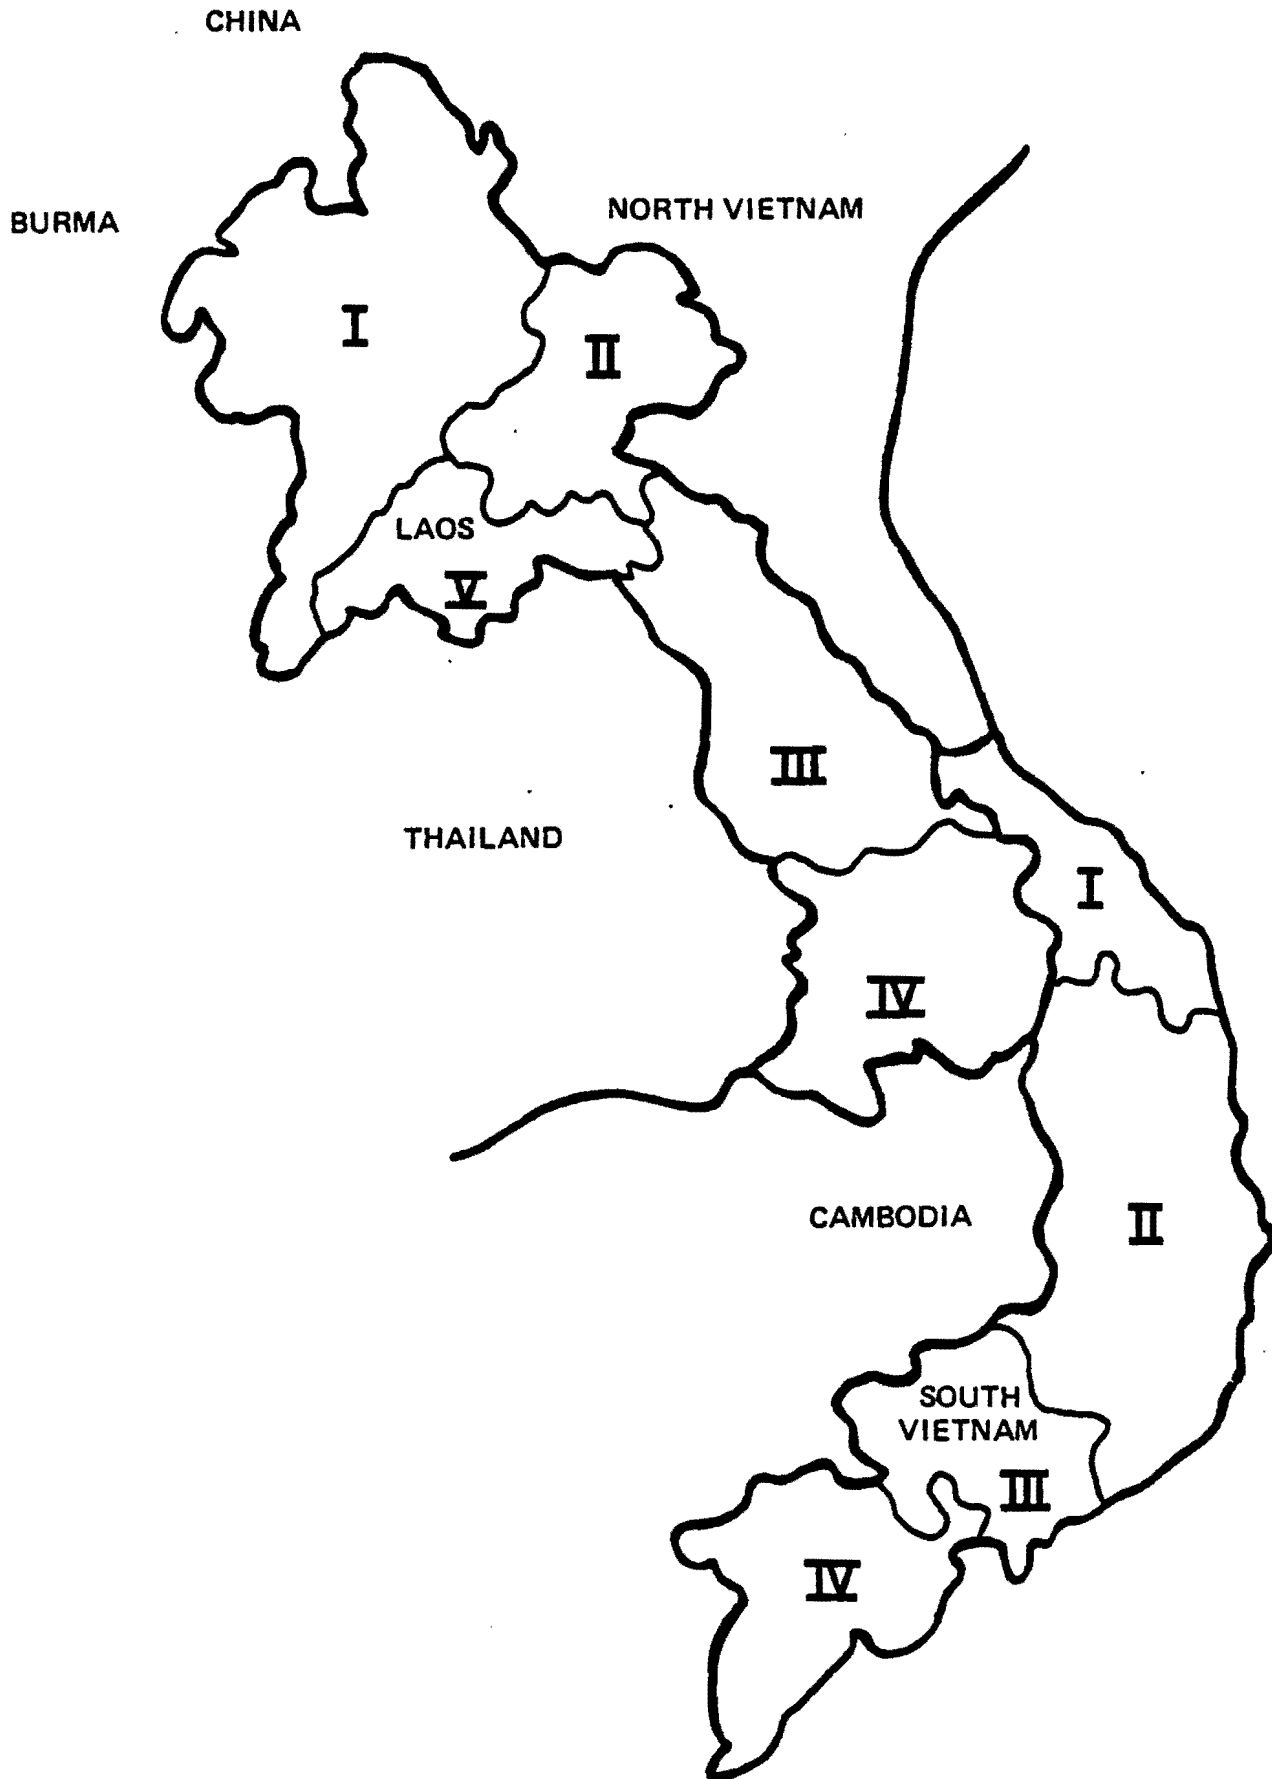 CHINA
BURMA
NORTH VIETNAM
I
II
LAOS
V
III
THAILAND
I
IV
CAMBODIA
II
SOUTH
VIETNAM
III
IV